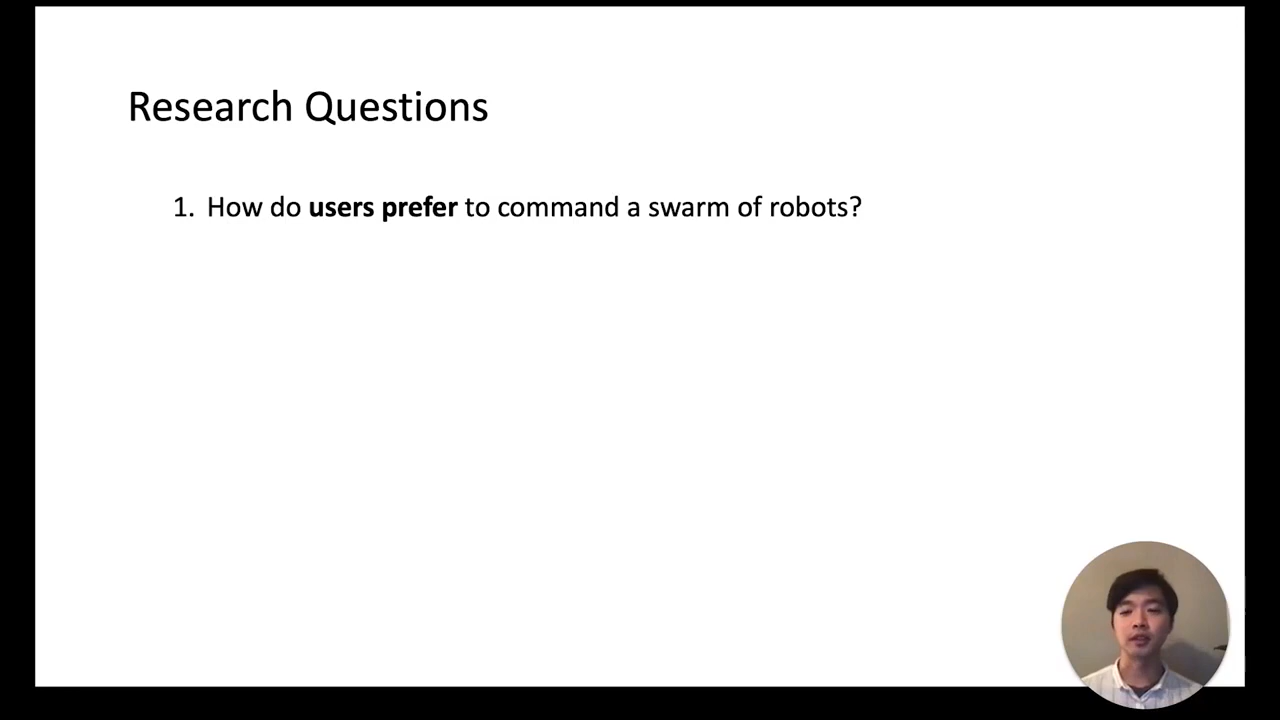 Research Questions
1. How do users prefer to command a swarm of robots?